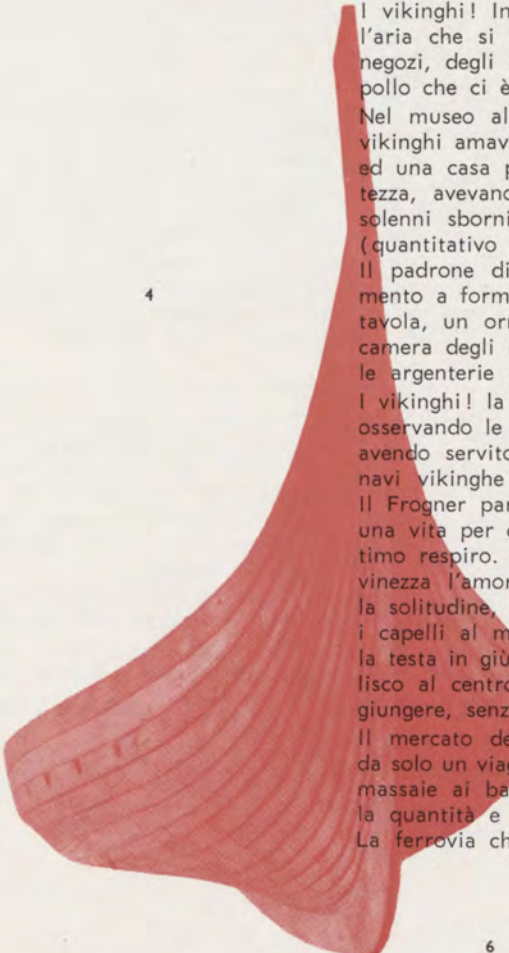 I vikinghi! In
l'aria che si
negozi, degli
pollo che ci è
Nel museo al
vikinghi amav
ed una casa p
tezza, avevano
solenni sborni
(quantitativo
Il padrone di
mento a form
tavola, un orn
camera degli
le argenterie
I vikinghi! la
osservando le
avendo servito
navi vikinghe
Il Frogner par
una vita per
timo respiro.
vinezza l'amor
la solitudine,
i capelli al m
la testa in giù
lisco al centro
giungere, senz
Il mercato de
da solo un viag
massaie ai ba
la quantità e
La ferrovia ch
4
6